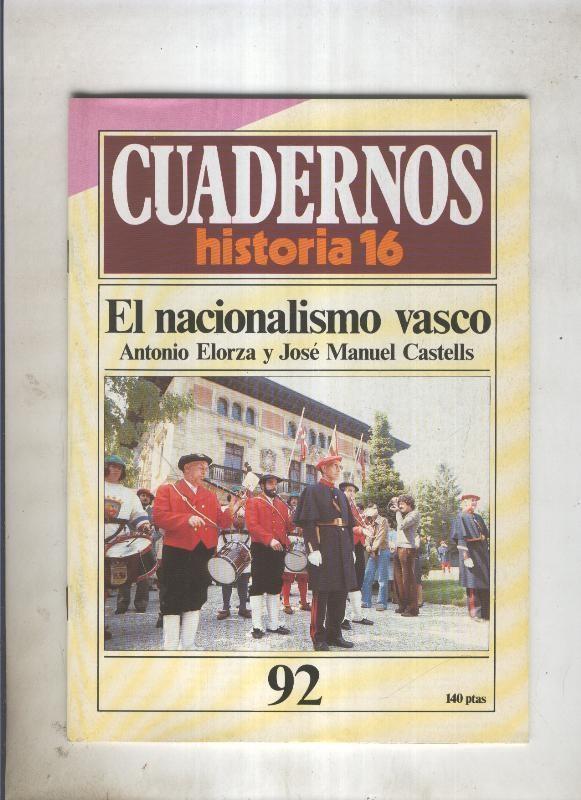 CUADERNOS
historia 16
El nacionalismo vasco
Antonio Elorza y José Manuel Castells
92
140 ptas